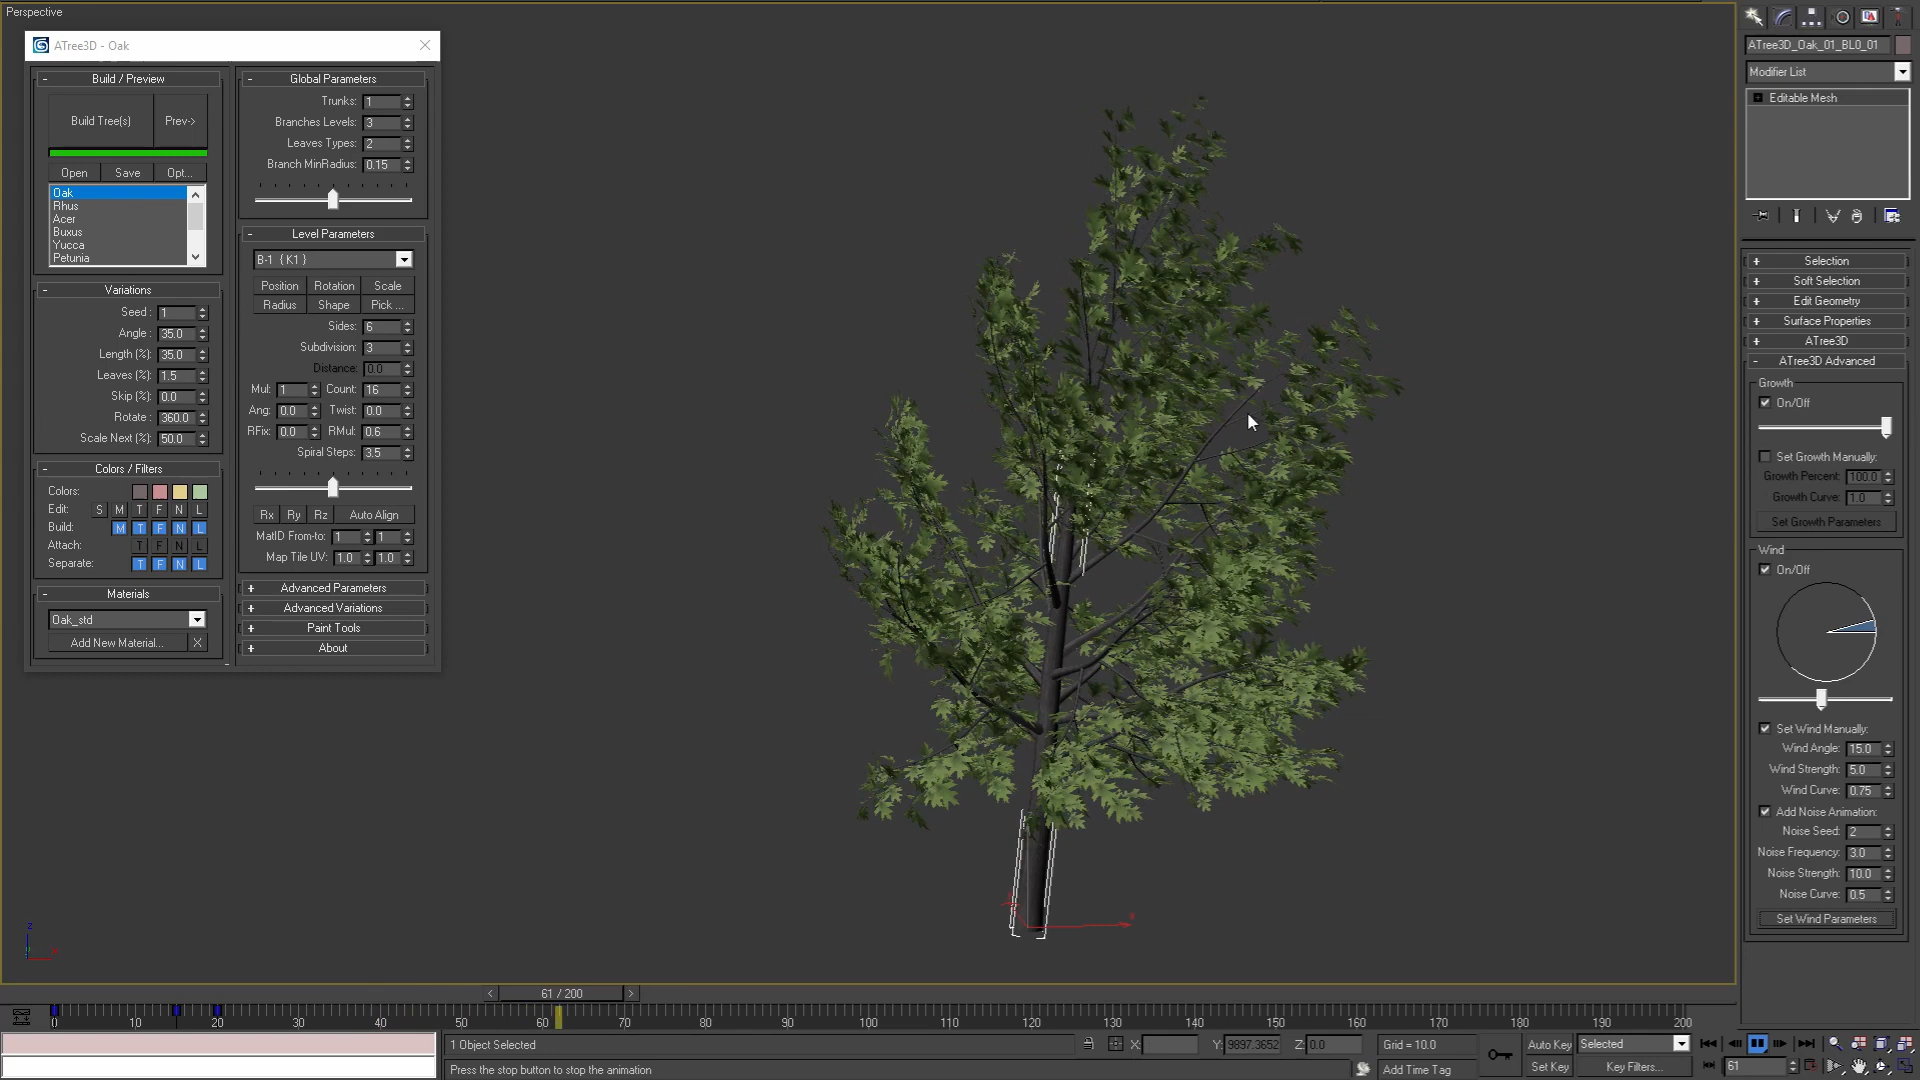 Perspective
ATree3D - Oak
Build / Preview
Build Tree(s)
Prev->
Open
Save
Opt...
Oak
Rhus
Acer
Buxus
Yucca
Petunia
Variations
Seed : 1
Angle : 35.0
Length (%): 35.0
Leaves (%): 1.5
Skip (%): 0.0
Rotate : 360.0
Scale Next (%): 50.0
Colors / Filters
Colors:
Edit: S M T F N L
Build: M T F N L
Attach: T F N L
Separate: T F N L
Materials
Oak_std
Add New Material...
X
Global Parameters
Trunks: 1
Branches Levels: 3
Leaves Types: 2
Branch MinRadius: 0.15
Level Parameters
B-1 { K1 }
Position Rotation Scale
Radius Shape Pick ...
Sides: 6
Subdivision: 3
Distance: 0.0
Mul: 1 Count: 16
Ang: 0.0 Twist: 0.0
RFix: 0.0 RMul: 0.6
Spiral Steps: 3.5
Rx Ry Rz Auto Align
MatID From-to: 1 1
Map Tile UV: 1.0 1.0
+ Advanced Parameters
+ Advanced Variations
+ Paint Tools
+ About
ATree3D_Oak_01_BL0_01
Modifier List
Editable Mesh
+ Selection
+ Soft Selection
+ Edit Geometry
+ Surface Properties
+ ATree3D
- ATree3D Advanced
Growth
On/Off
Set Growth Manually:
Growth Percent: 100.0
Growth Curve: 1.0
Set Growth Parameters
Wind
On/Off
Set Wind Manually:
Wind Angle: 15.0
Wind Strength: 5.0
Wind Curve: 0.75
Add Noise Animation:
Noise Seed: 2
Noise Frequency: 3.0
Noise Strength: 10.0
Noise Curve: 0.5
Set Wind Parameters
z
< 61 / 200 >
0 10 20 30 40 50 60 70 80 90 100 110 120 130 140 150 160 170 180 190 200
1 Object Selected
X:
Y: 9897.3652
Z: 0.0
Grid = 10.0
Auto Key
Selected
Press the stop button to stop the animation
Add Time Tag
Set Key
Key Filters...
61